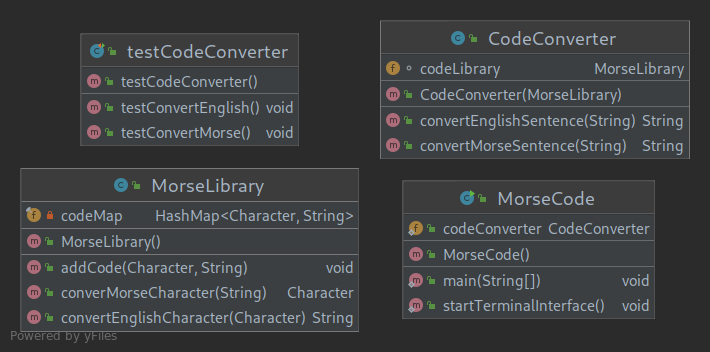 testCodeConverter
testCodeConverter()
testConvertEnglish() void
testConvertMorse() void
CodeConverter
codeLibrary MorseLibrary
CodeConverter(MorseLibrary)
convertEnglishSentence(String) String
convertMorseSentence(String) String
MorseLibrary
codeMap HashMap<Character, String>
MorseLibrary()
addCode(Character, String) void
converMorseCharacter(String) Character
convertEnglishCharacter(Character) String
MorseCode
codeConverter CodeConverter
MorseCode()
main(String[]) void
startTerminalInterface() void
Powered by yFiles